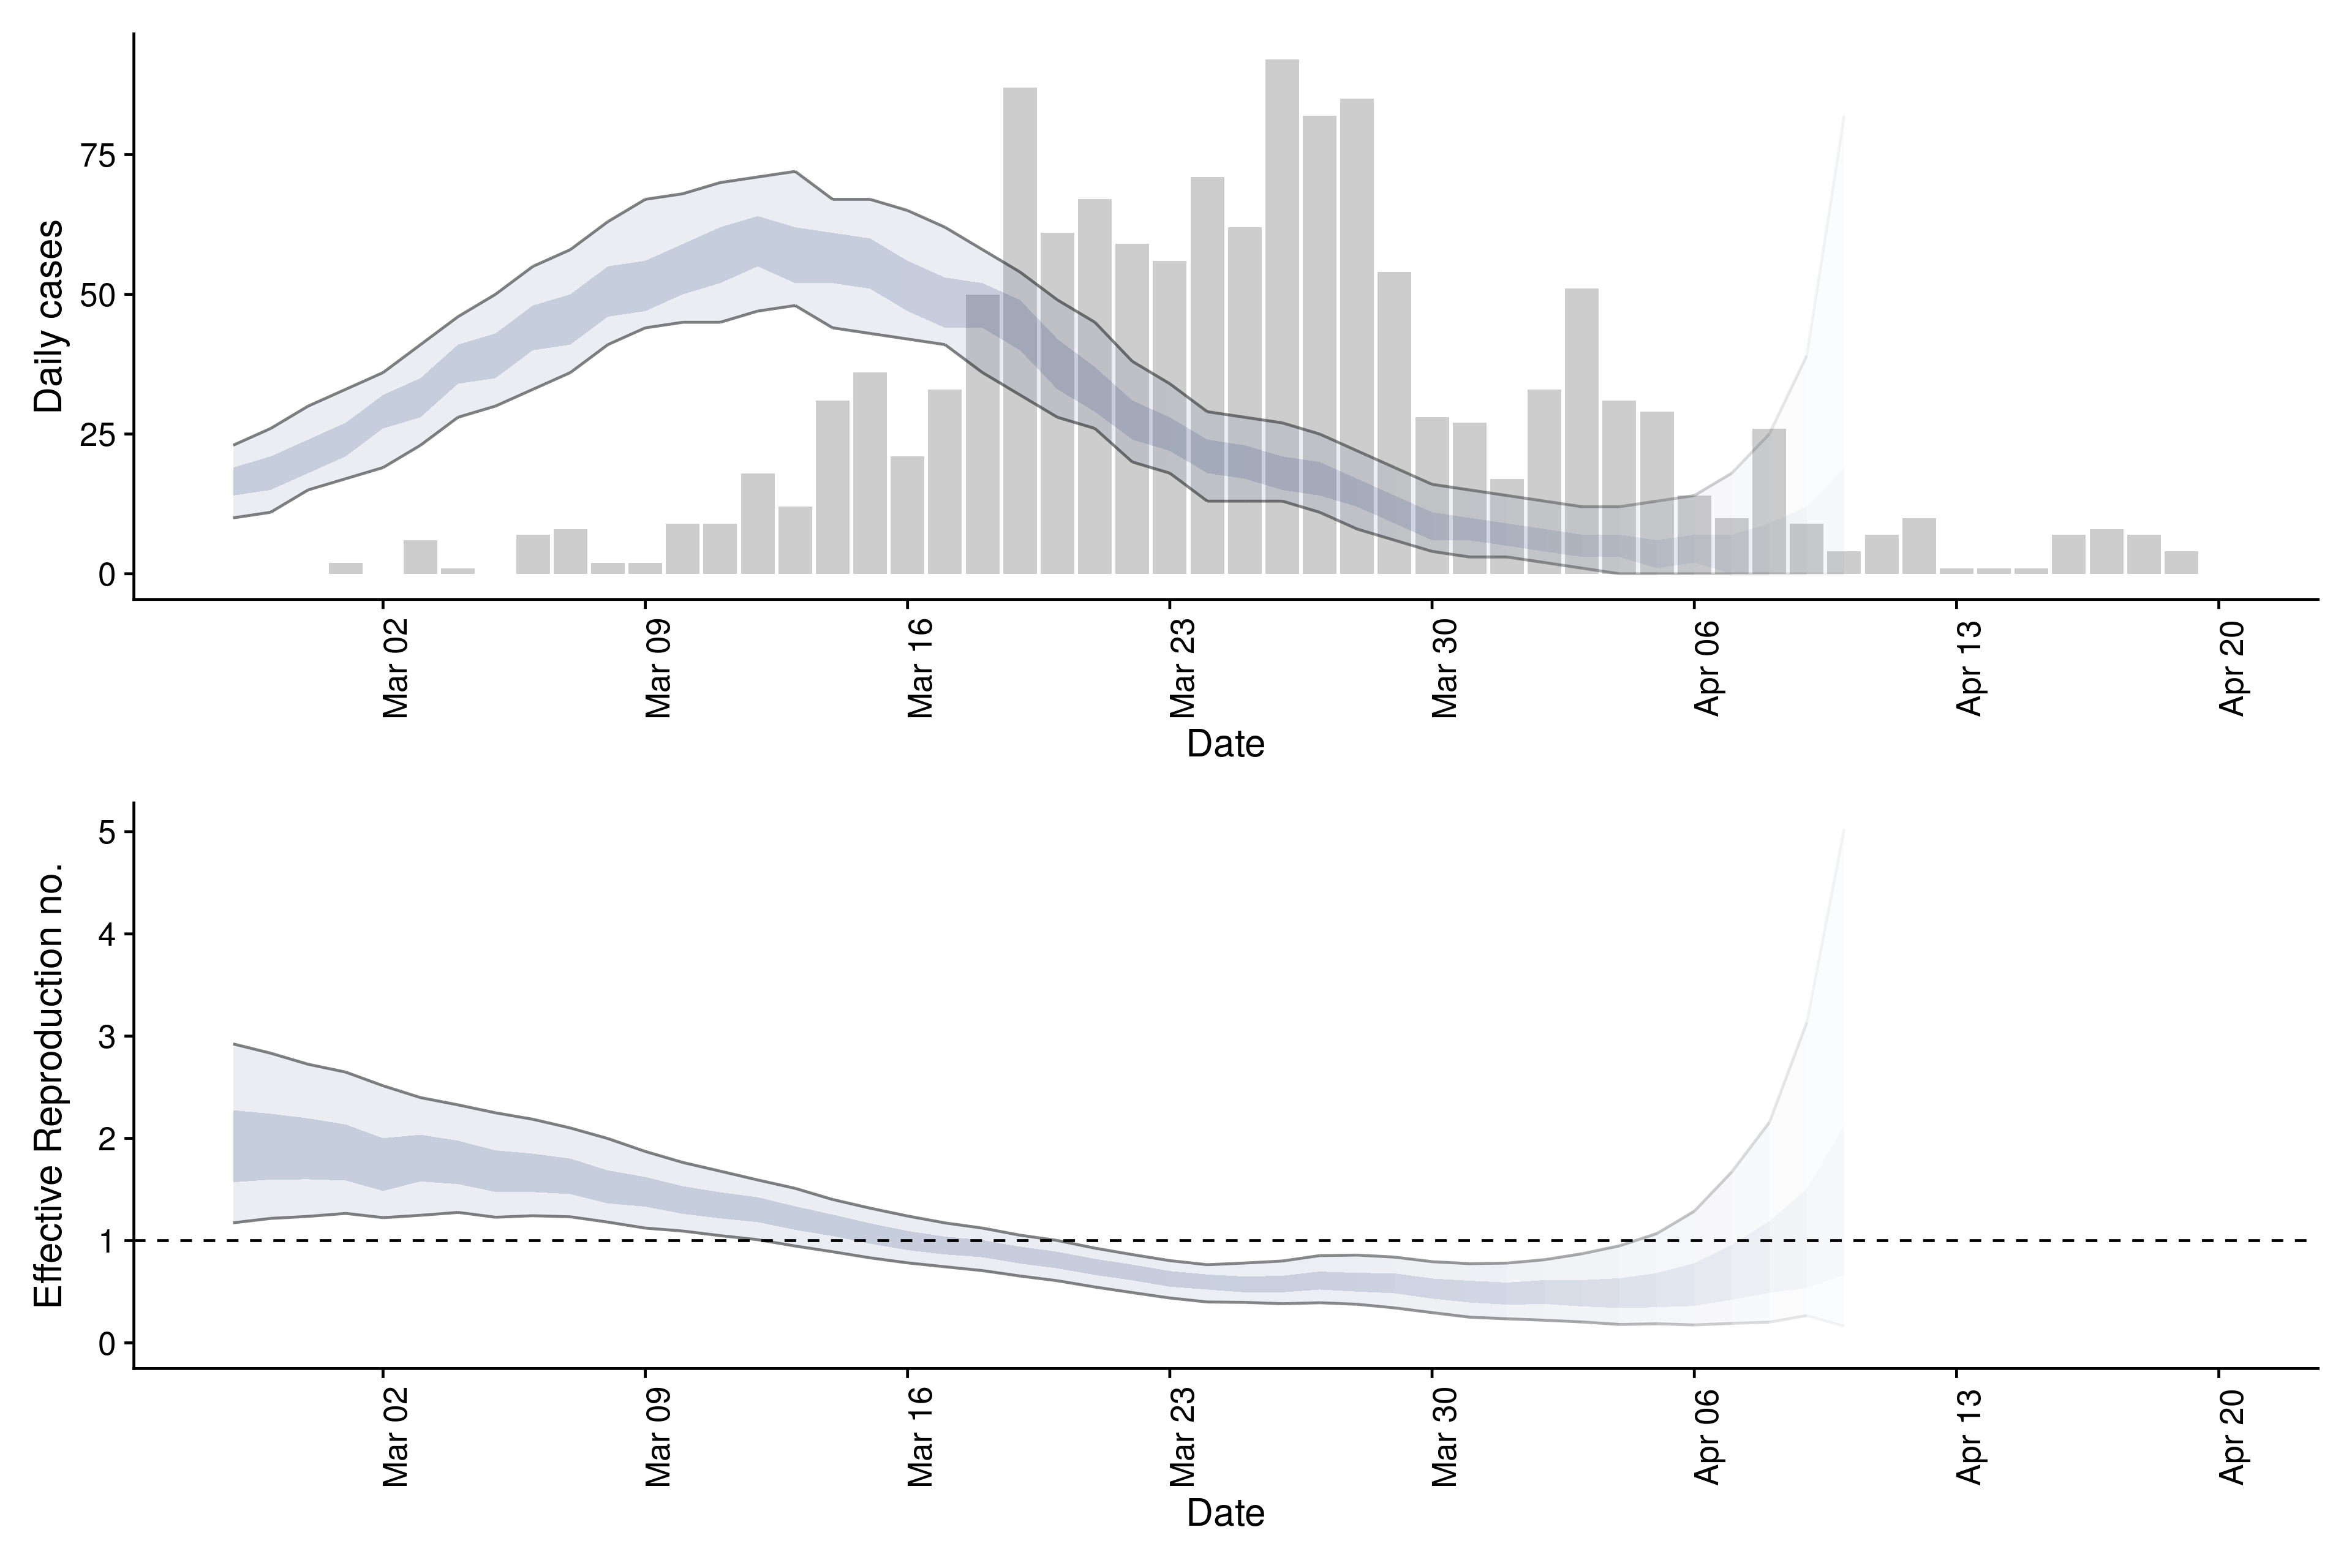 Daily cases
75
50
25
0
Mar 02
Mar 09
Mar 16
Mar 23
Mar 30
Apr 06
Apr 13
Apr 20
Date
Effective Reproduction no.
5
4
3
2
1
0
Mar 02
Mar 09
Mar 16
Mar 23
Mar 30
Apr 06
Apr 13
Apr 20
Date